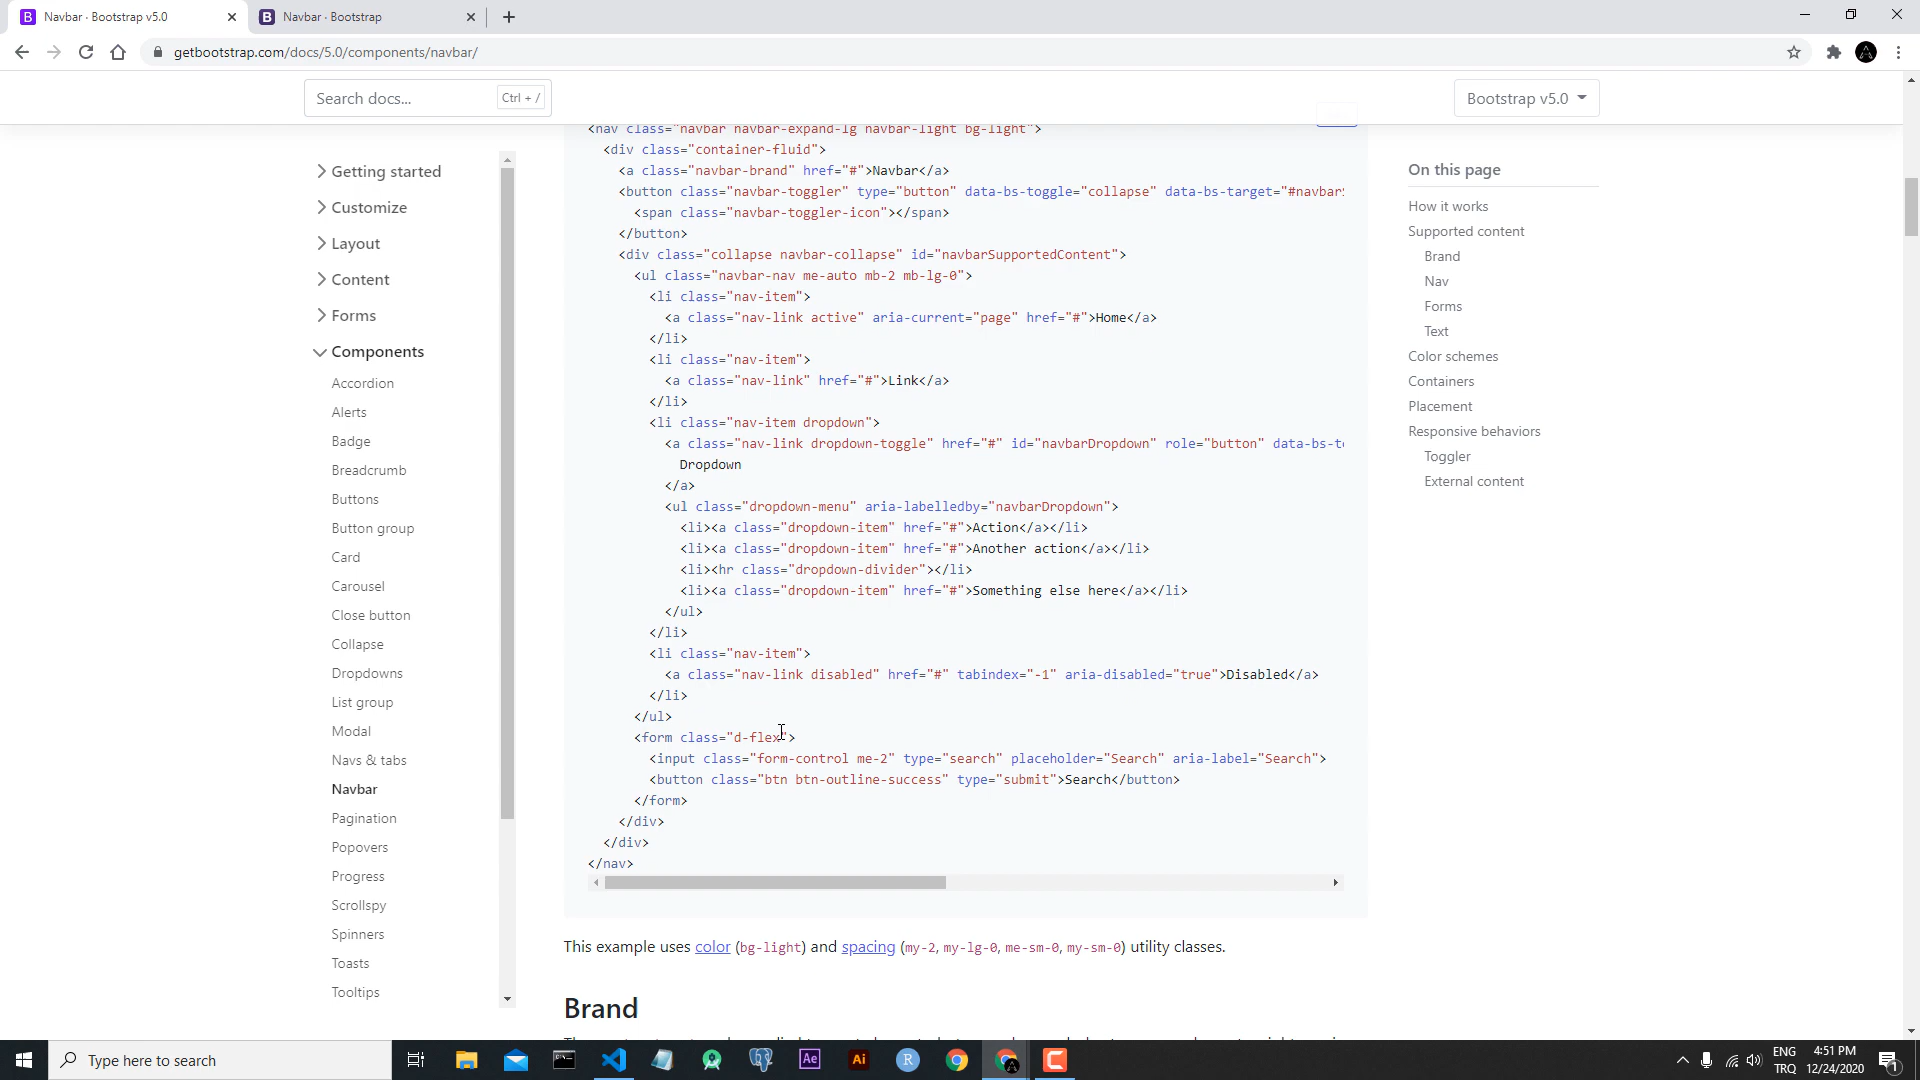 Navbar · Bootstrap v5.0
Navbar · Bootstrap
getbootstrap.com/docs/5.0/components/navbar/
Search docs...
Ctrl + /
Bootstrap v5.0
Getting started
Customize
Layout
Content
Forms
Components
Accordion
Alerts
Badge
Breadcrumb
Buttons
Button group
Card
Carousel
Close button
Collapse
Dropdowns
List group
Modal
Navs & tabs
Navbar
Pagination
Popovers
Progress
Scrollspy
Spinners
Toasts
Tooltips
<nav class="navbar navbar-expand-lg navbar-light bg-light">
<div class="container-fluid">
<a class="navbar-brand" href="#">Navbar</a>
<button class="navbar-toggler" type="button" data-bs-toggle="collapse" data-bs-target="#navbarS
<span class="navbar-toggler-icon"></span>
</button>
<div class="collapse navbar-collapse" id="navbarSupportedContent">
<ul class="navbar-nav me-auto mb-2 mb-lg-0">
<li class="nav-item">
<a class="nav-link active" aria-current="page" href="#">Home</a>
</li>
<li class="nav-item">
<a class="nav-link" href="#">Link</a>
</li>
<li class="nav-item dropdown">
<a class="nav-link dropdown-toggle" href="#" id="navbarDropdown" role="button" data-bs-to
Dropdown
</a>
<ul class="dropdown-menu" aria-labelledby="navbarDropdown">
<li><a class="dropdown-item" href="#">Action</a></li>
<li><a class="dropdown-item" href="#">Another action</a></li>
<li><hr class="dropdown-divider"></li>
<li><a class="dropdown-item" href="#">Something else here</a></li>
</ul>
</li>
<li class="nav-item">
<a class="nav-link disabled" href="#" tabindex="-1" aria-disabled="true">Disabled</a>
</li>
</ul>
<form class="d-flex">
<input class="form-control me-2" type="search" placeholder="Search" aria-label="Search">
<button class="btn btn-outline-success" type="submit">Search</button>
</form>
</div>
</div>
</nav>
This example uses color (bg-light) and spacing (my-2, my-lg-0, me-sm-0, my-sm-0) utility classes.
Brand
On this page
How it works
Supported content
Brand
Nav
Forms
Text
Color schemes
Containers
Placement
Responsive behaviors
Toggler
External content
Type here to search
Ae
Ai
R
ENG
TRQ
4:51 PM
12/24/2020
1